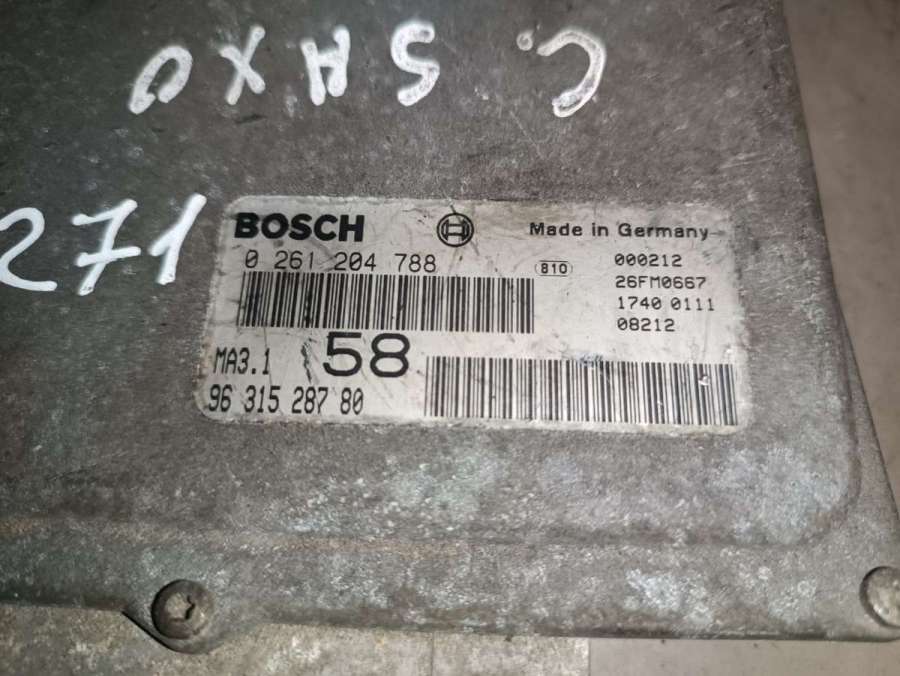 C. SAXO
271
BOSCH
Made in Germany
0 261 204 788
810
000212
26FM0667
1740 0111
08212
MA3.1
58
96 315 287 80